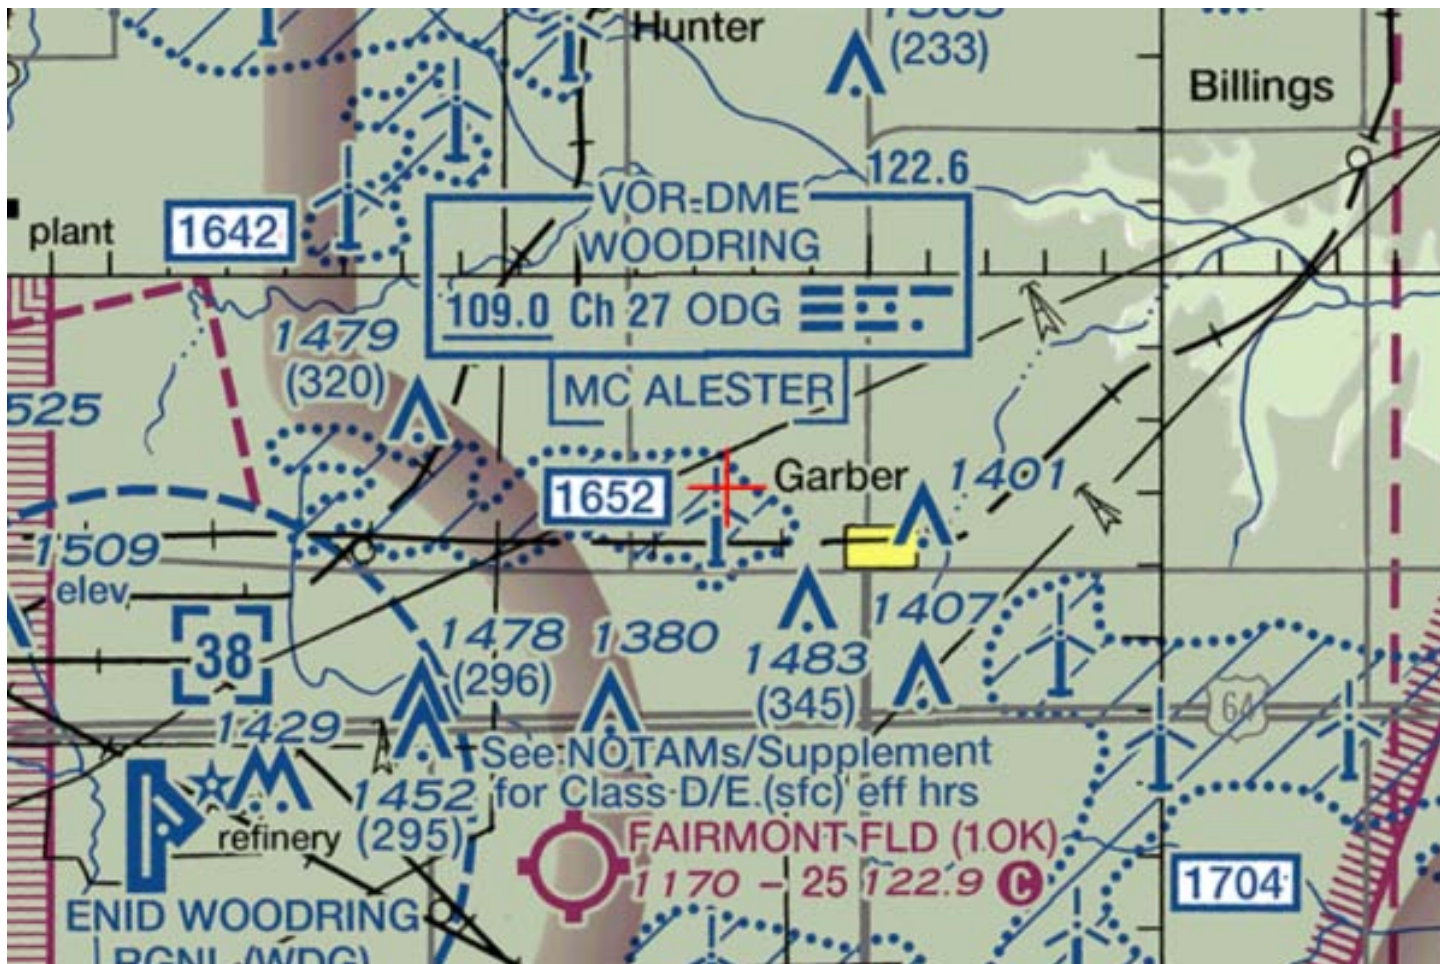 Hunter
(233)
Billings
122.6
VOR-DME
WOODRING
plant
1642
109.0 Ch 27 ODG
1479
(320)
MC ALESTER
525
1652
Garber
1401
1509
elev
38
1478
(296)
1380
1407
1483
(345)
64
1429
See NOTAMs/Supplement
for Class D/E (sfc) eff hrs
1452
(295)
refinery
FAIRMONT FLD (1OK)
1170 - 25 122.9 C
1704
ENID WOODRING
RGNL (WDG)